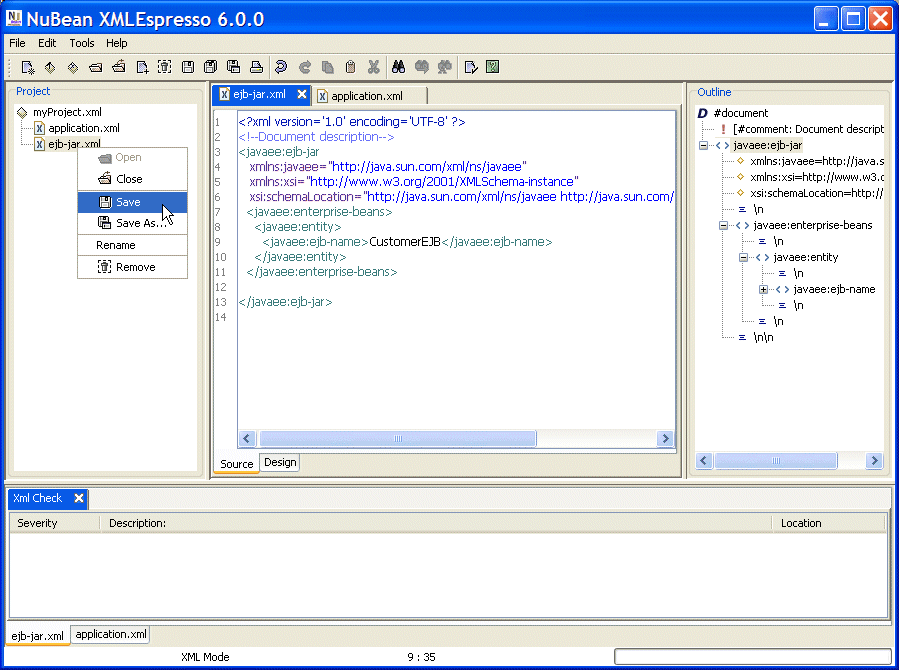 NuBean XMLEspresso 6.0.0
File Edit Tools Help
Project
myProject.xml
application.xml
ejb-jar.xml
Open
Close
Save
Save As...
Rename
Remove
ejb-jar.xml
application.xml
1 <?xml version='1.0' encoding='UTF-8' ?>
2 <!--Document description-->
3 <javaee:ejb-jar
4 xmlns:javaee="http://java.sun.com/xml/ns/javaee"
5 xmlns:xsi="http://www.w3.org/2001/XMLSchema-instance"
6 xsi:schemaLocation="http://java.sun.com/xml/ns/javaee http://java.sun.com/
7 <javaee:enterprise-beans>
8 <javaee:entity>
9 <javaee:ejb-name>CustomerEJB</javaee:ejb-name>
10 </javaee:entity>
11 </javaee:enterprise-beans>
12
13 </javaee:ejb-jar>
14
Source Design
Outline
D #document
! [#comment: Document descript
<> javaee:ejb-jar
xmlns:javaee=http://java.s
xmlns:xsi=http://www.w3.o
xsi:schemaLocation=http://
= \n
<> javaee:enterprise-beans
= \n
<> javaee:entity
= \n
<> javaee:ejb-name
= \n
= \n
= \n\n
Xml Check
Severity Description: Location
ejb-jar.xml application.xml
XML Mode 9 : 35